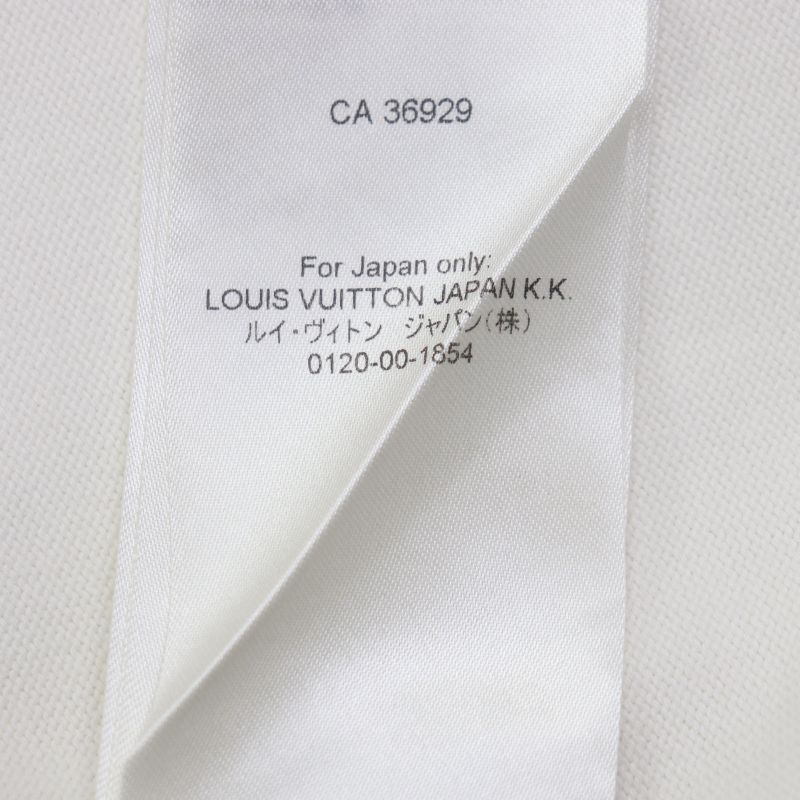 CA 36929
For Japan only:
LOUIS VUITTON JAPAN K.K.
ルイ・ヴィトン　ジャパン(株)
0120-00-1854